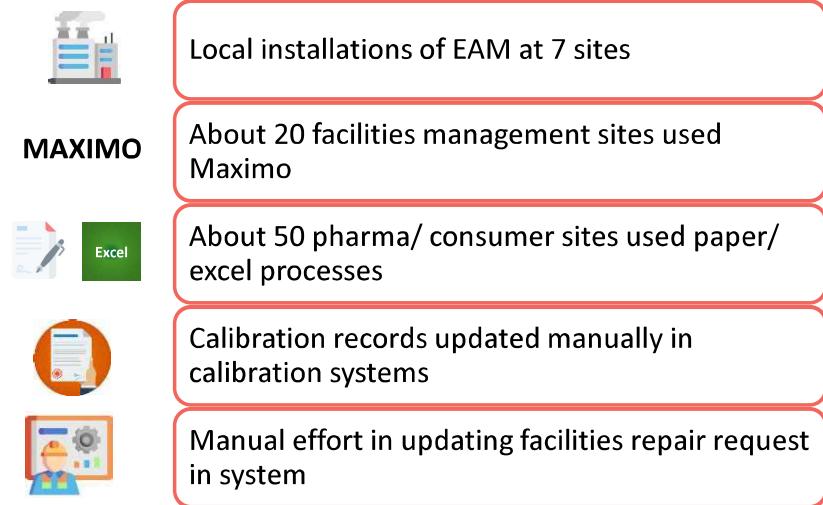 Local installations of EAM at 7 sites
MAXIMO
About 20 facilities management sites used
Maximo
Excel
About 50 pharma/ consumer sites used paper/
excel processes
Calibration records updated manually in
calibration systems
Manual effort in updating facilities repair request
in system